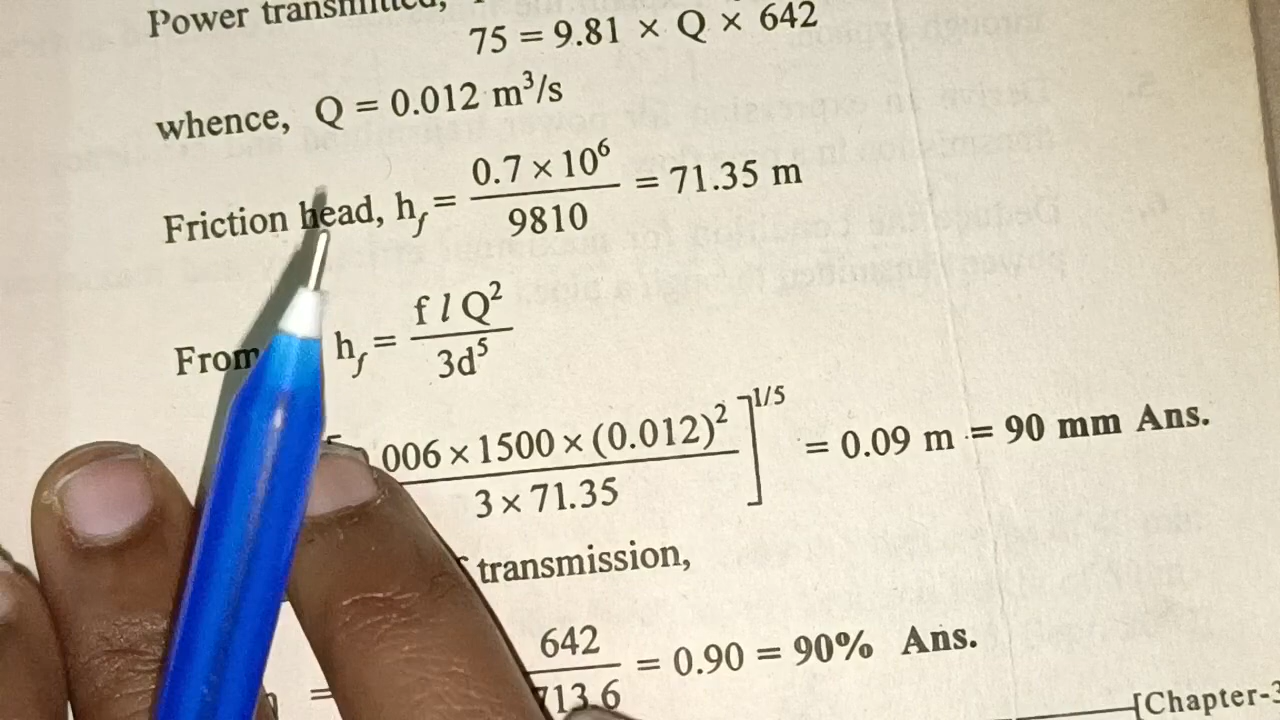 Power transmitted,
75 = 9.81 × Q × 642
whence, Q = 0.012 m³/s
Friction head, h_f = 0.7 × 10⁶ / 9810 = 71.35 m
From h_f = f l Q² / 3d⁵
006 × 1500 × (0.012)² / 3 × 71.35 ]^1/5 = 0.09 m = 90 mm Ans.
transmission,
= 642 / 713.6 = 0.90 = 90% Ans.
[Chapter-3